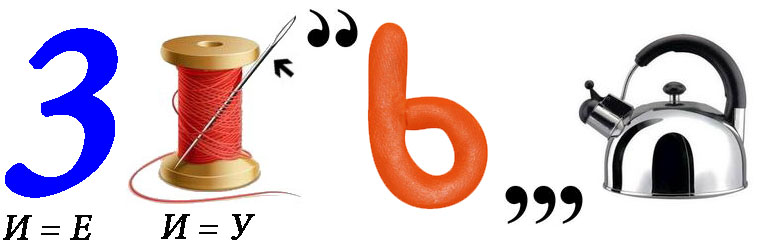 3 “ ь ,,,
И = Е И = У